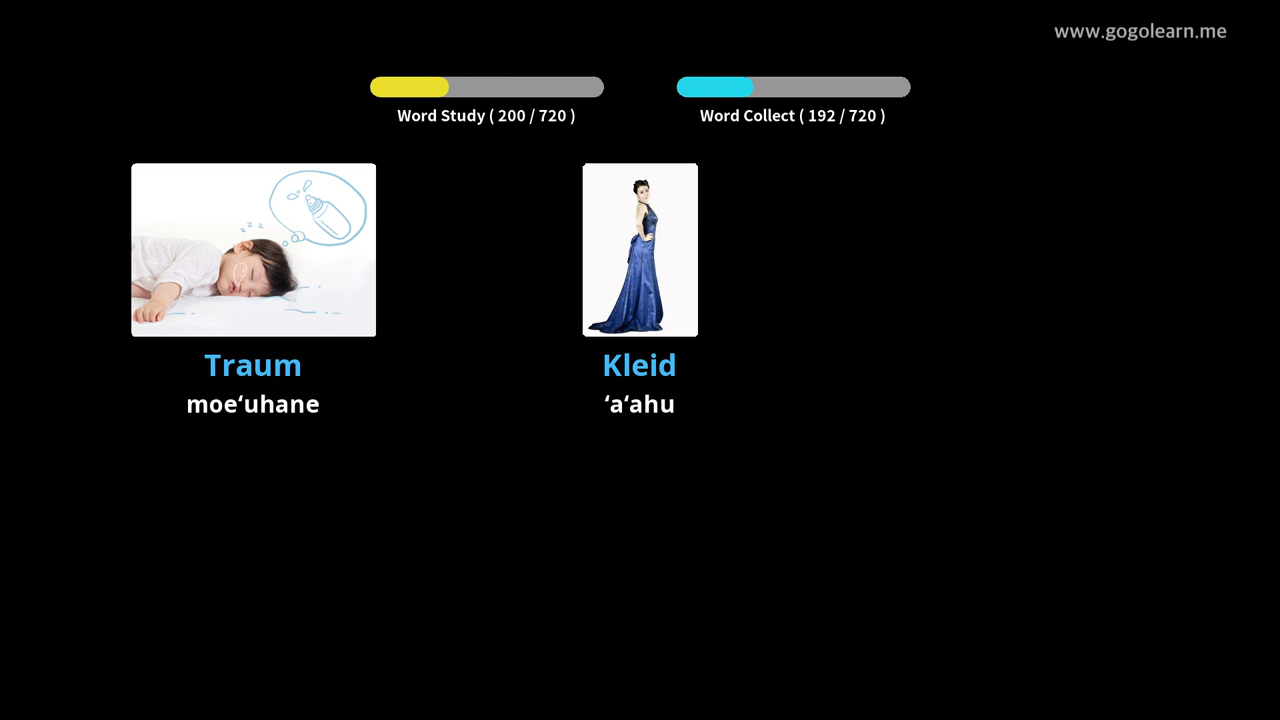 www.gogolearn.me
Word Study ( 200 / 720 )
Word Collect ( 192 / 720 )
z z z
Traum
moeʻuhane
Kleid
ʻaʻahu